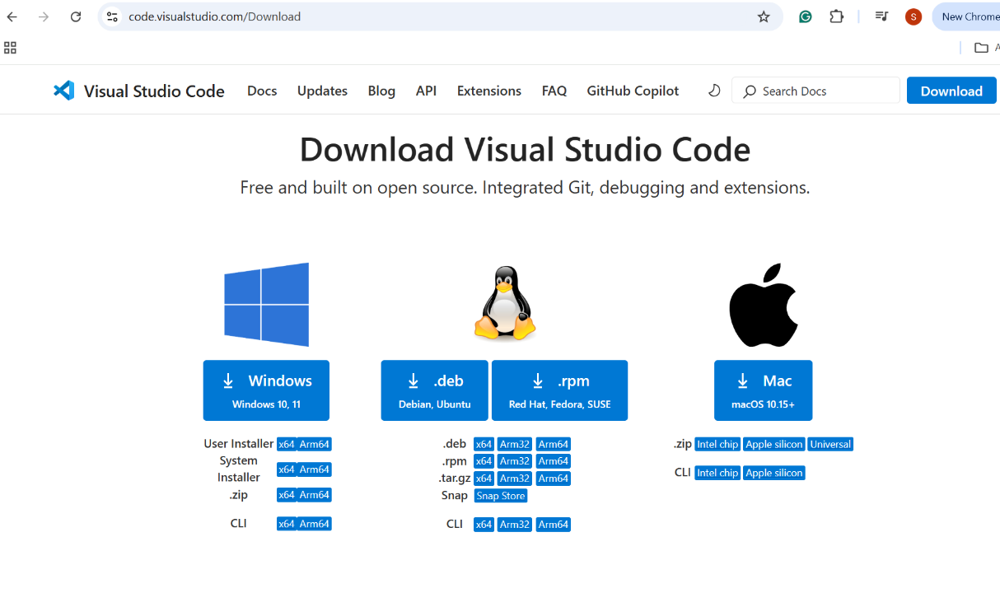 code.visualstudio.com/Download
S
New Chrome
A
Visual Studio Code Docs Updates Blog API Extensions FAQ GitHub Copilot Search Docs Download
Download Visual Studio Code
Free and built on open source. Integrated Git, debugging and extensions.
Windows
Windows 10, 11
.deb
Debian, Ubuntu
.rpm
Red Hat, Fedora, SUSE
Mac
macOS 10.15+
User Installer x64 Arm64
System
Installer x64 Arm64
.zip x64 Arm64
CLI x64 Arm64
.deb x64 Arm32 Arm64
.rpm x64 Arm32 Arm64
.tar.gz x64 Arm32 Arm64
Snap Snap Store
CLI x64 Arm32 Arm64
.zip Intel chip Apple silicon Universal
CLI Intel chip Apple silicon